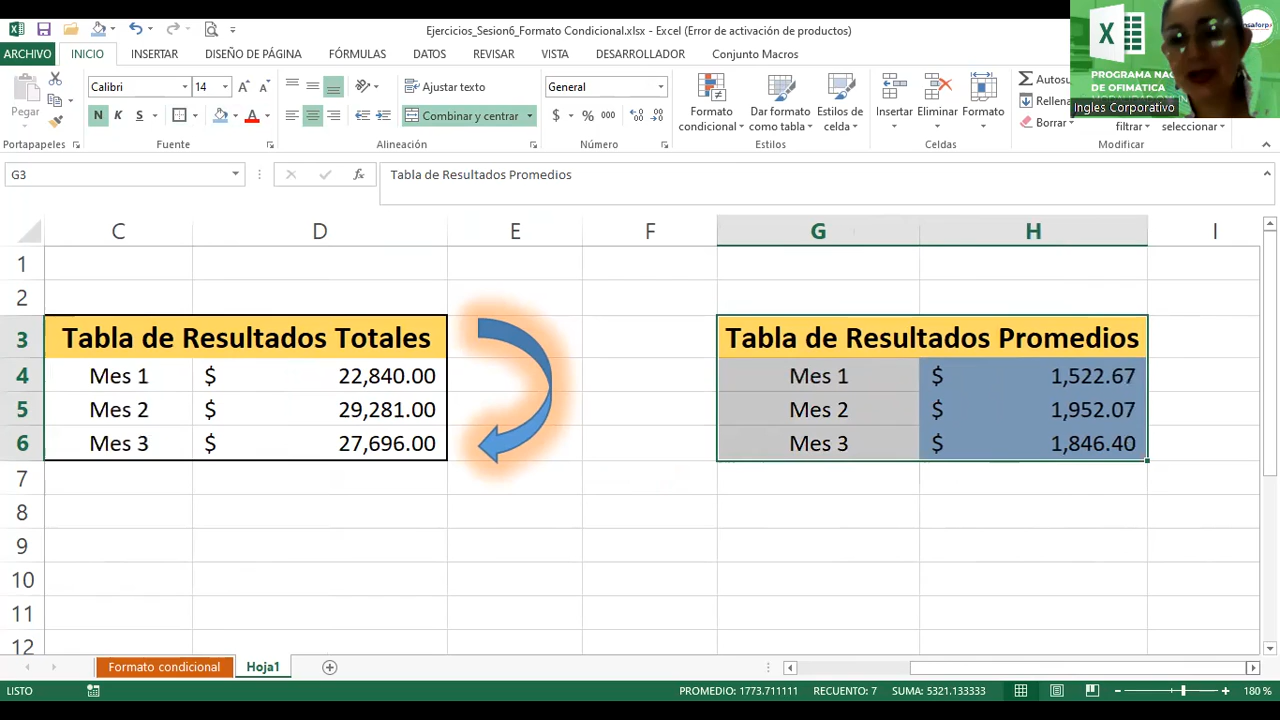 Ejercicios_Sesion6_Formato Condicional.xlsx - Excel (Error de activación de productos)
ARCHIVO INICIO INSERTAR DISEÑO DE PÁGINA FÓRMULAS DATOS REVISAR VISTA DESARROLLADOR Conjunto Macros
PROGRAMA
DE OFIMÁTICA
Ingles Corporativo
Calibri 14 Ajustar texto General
Pegar N K S Combinar y centrar $ % 000
Formato condicional
Dar formato como tabla
Estilos de celda
Insertar Eliminar Formato
Borrar
filtrar seleccionar
Portapapeles Fuente Alineación Número Estilos Celdas Modificar
G3 fx Tabla de Resultados Promedios
C D E F G H I
1
2
3 Tabla de Resultados Totales Tabla de Resultados Promedios
4 Mes 1 $ 22,840.00 Mes 1 $ 1,522.67
5 Mes 2 $ 29,281.00 Mes 2 $ 1,952.07
6 Mes 3 $ 27,696.00 Mes 3 $ 1,846.40
7
8
9
10
11
12
Formato condicional Hoja1
LISTO PROMEDIO: 1773.711111 RECUENTO: 7 SUMA: 5321.133333 180 %